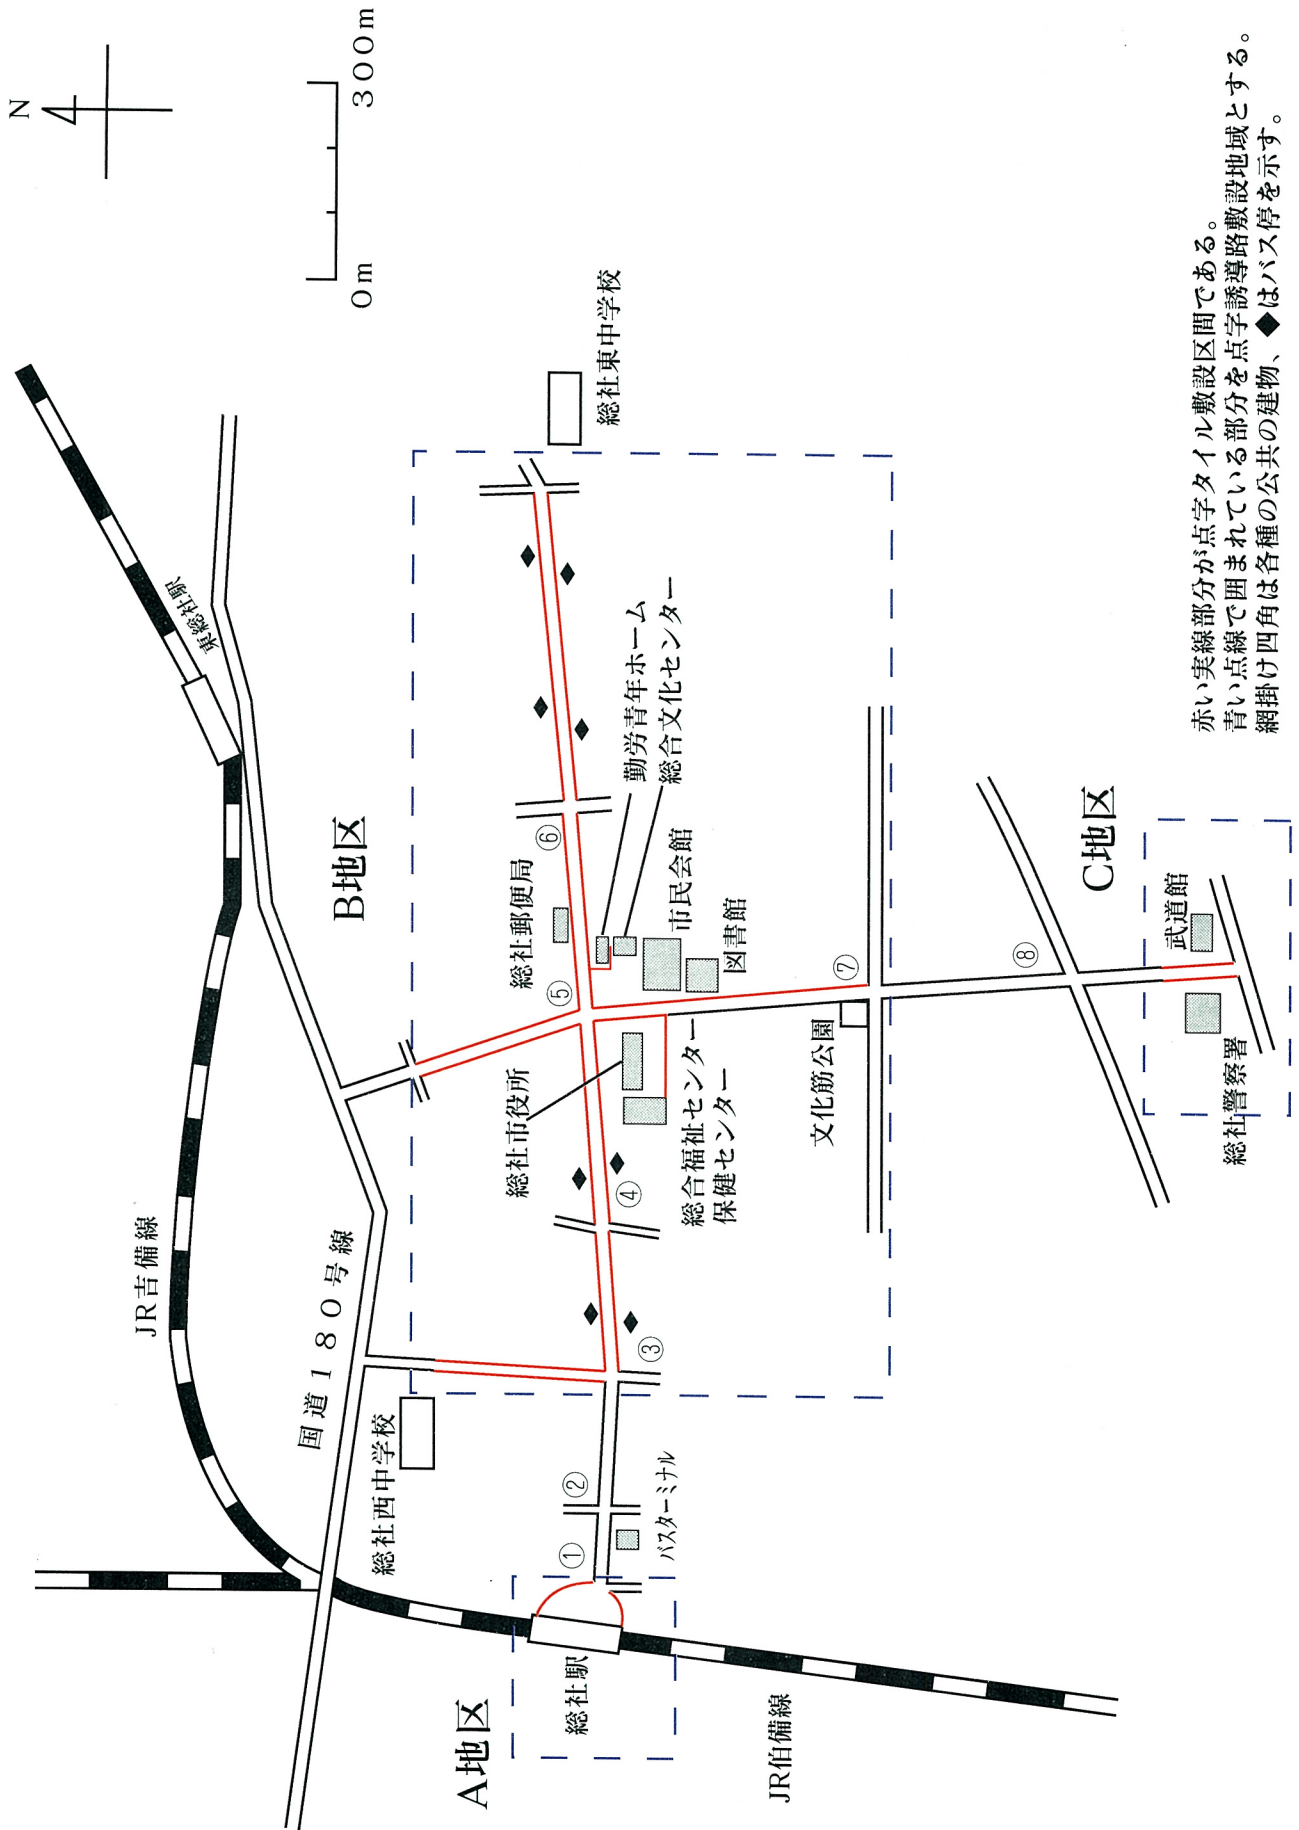 N
0m
300m
JR吉備線
東総社駅
国道180号線
B地区
総社西中学校
総社東中学校
総社郵便局
⑥
⑤
勤労青年ホーム
総合文化センター
市民会館
図書館
総社市役所
④
総合福祉センター
保健センター
③
②
①
バスターミナル
A地区
総社駅
JR伯備線
⑦
文化筋公園
⑧
C地区
武道館
総社警察署
赤い実線部分が点字タイル敷設区間である。
青い点線で囲まれている部分を点字誘導路敷設地域とする。
網掛け四角は各種の公共の建物、◆はバス停を示す。